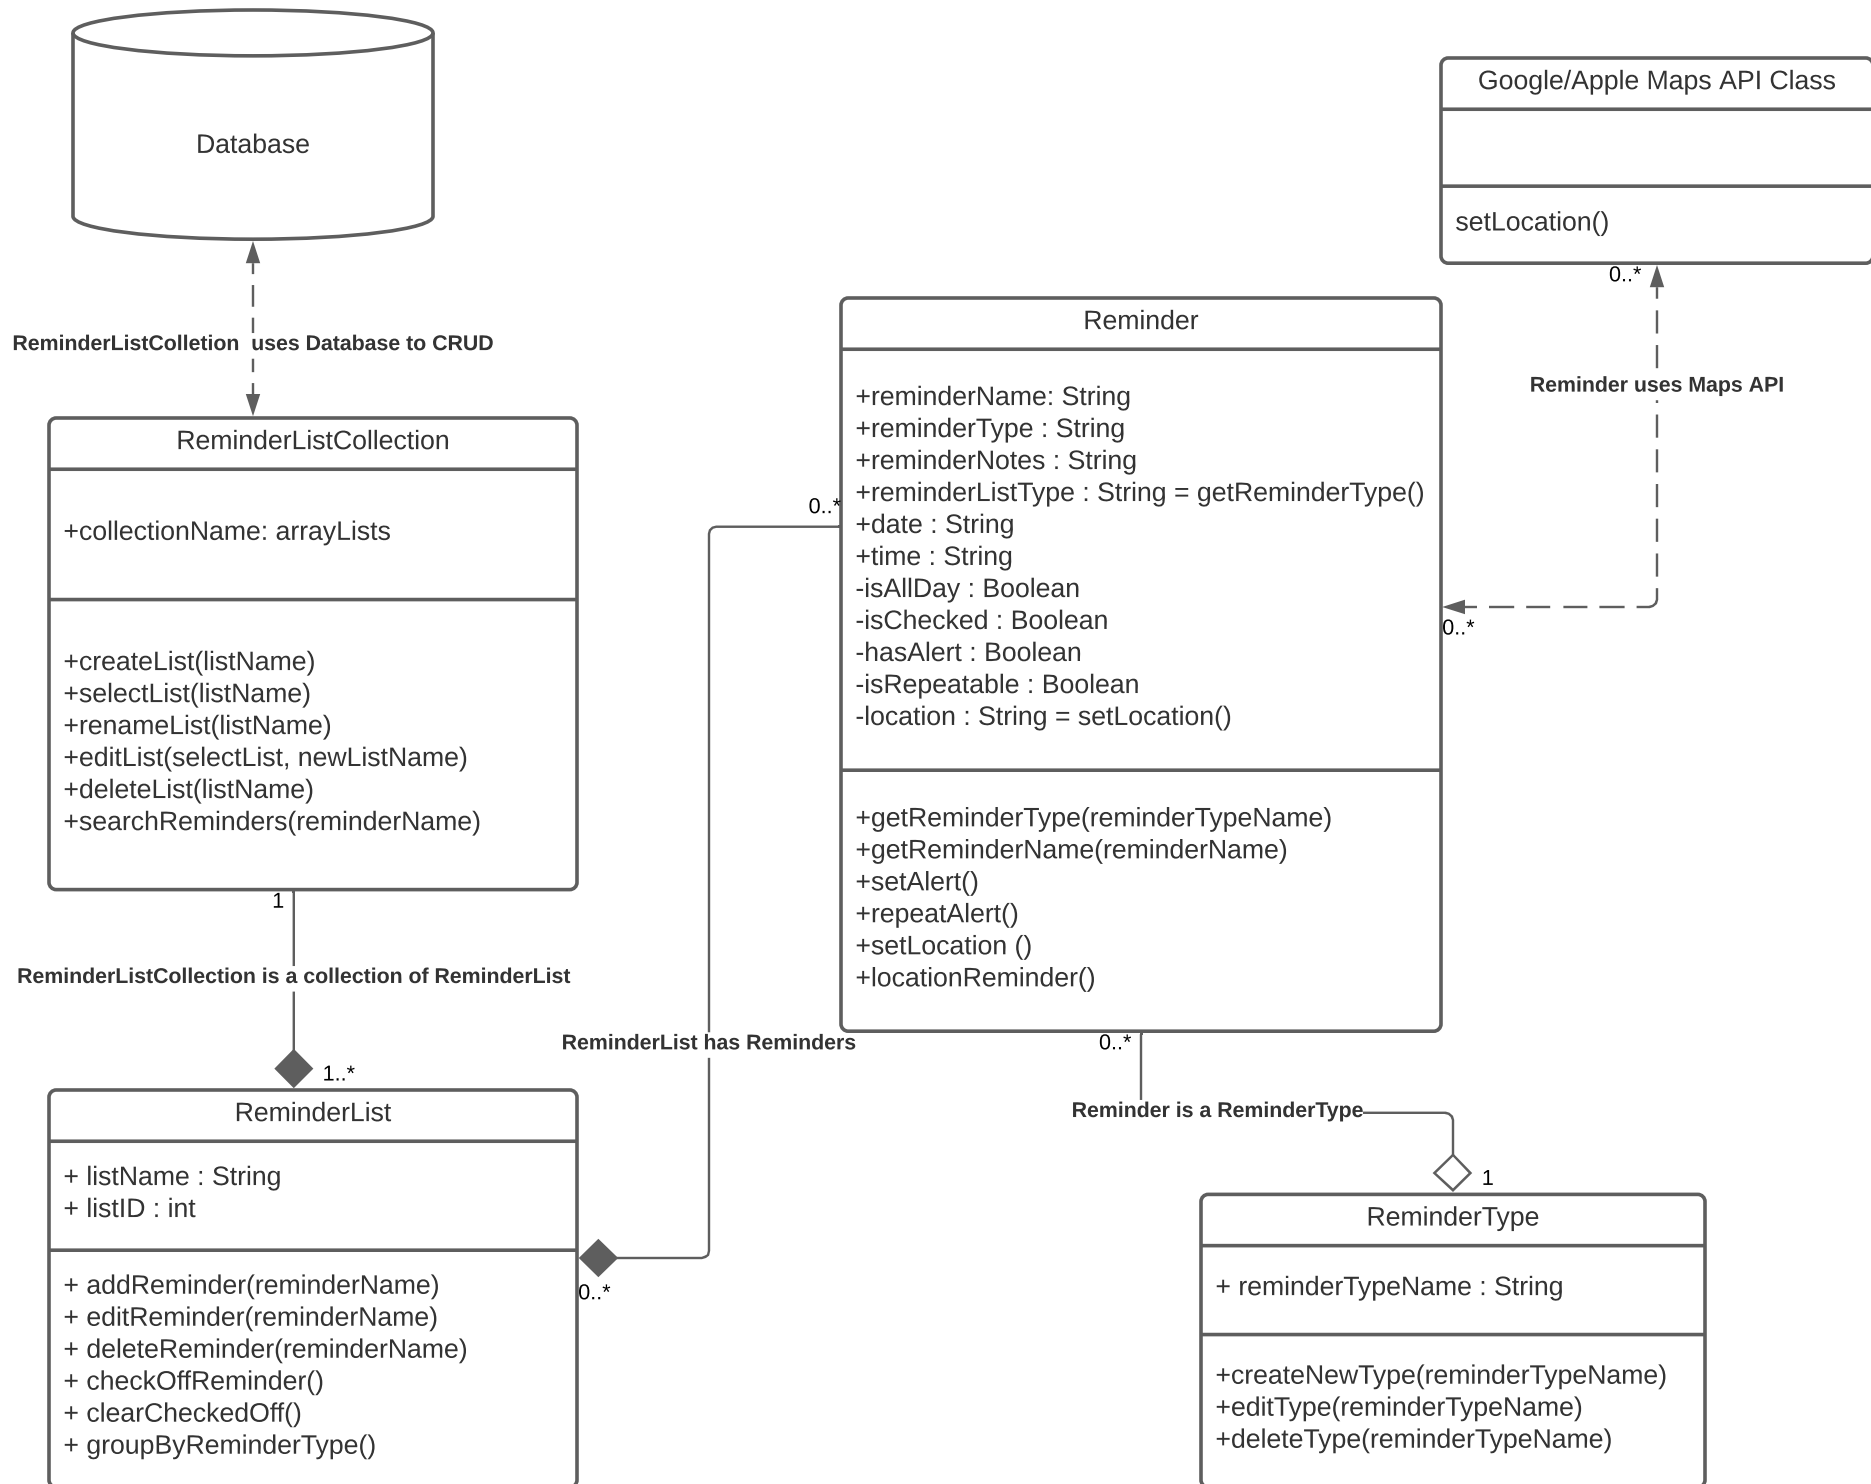 Database
ReminderListColletion  uses Database to CRUD
ReminderListCollection
+collectionName: arrayLists
+createList(listName)
+selectList(listName)
+renameList(listName)
+editList(selectList, newListName)
+deleteList(listName)
+searchReminders(reminderName)
1
ReminderListCollection is a collection of ReminderList
1..*
ReminderList
+ listName : String
+ listID : int
+ addReminder(reminderName)
+ editReminder(reminderName)
+ deleteReminder(reminderName)
+ checkOffReminder()
+ clearCheckedOff()
+ groupByReminderType()
0..*
ReminderList has Reminders
0..*
Reminder
+reminderName: String
+reminderType : String
+reminderNotes : String
+reminderListType : String = getReminderType()
+date : String
+time : String
-isAllDay : Boolean
-isChecked : Boolean
-hasAlert : Boolean
-isRepeatable : Boolean
-location : String = setLocation()
+getReminderType(reminderTypeName)
+getReminderName(reminderName)
+setAlert()
+repeatAlert()
+setLocation ()
+locationReminder()
Google/Apple Maps API Class
setLocation()
0..*
Reminder uses Maps API
0..*
0..*
Reminder is a ReminderType
1
ReminderType
+ reminderTypeName : String
+createNewType(reminderTypeName)
+editType(reminderTypeName)
+deleteType(reminderTypeName)